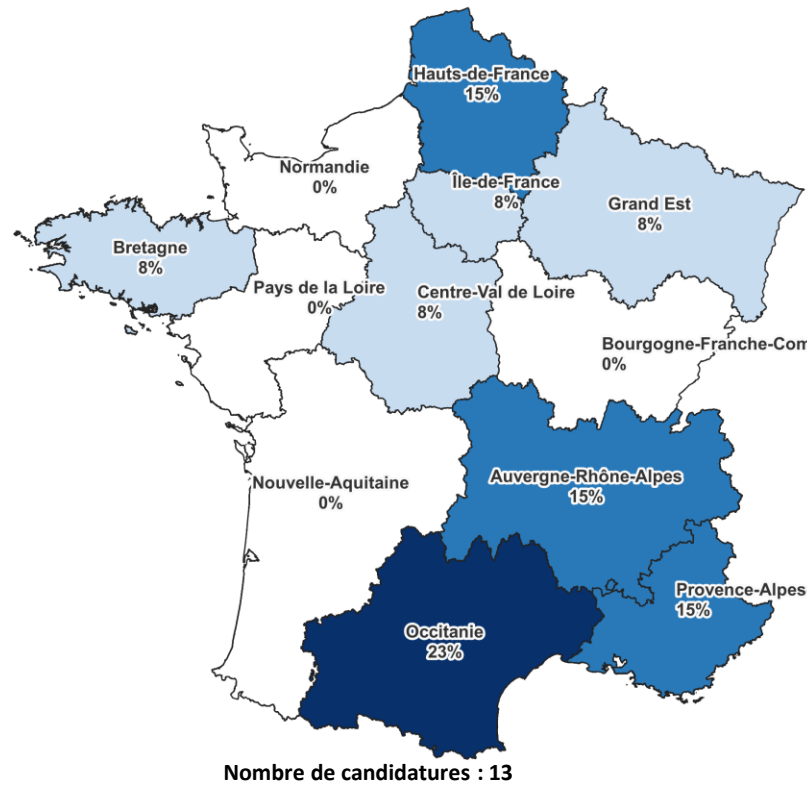 Hauts-de-France
15%
Normandie
0%
Île-de-France
8%
Grand Est
8%
Bretagne
8%
Pays de la Loire
0%
Centre-Val de Loire
8%
Bourgogne-Franche-Com
0%
Nouvelle-Aquitaine
0%
Auvergne-Rhône-Alpes
15%
Provence-Alpes
15%
Occitanie
23%
Nombre de candidatures : 13